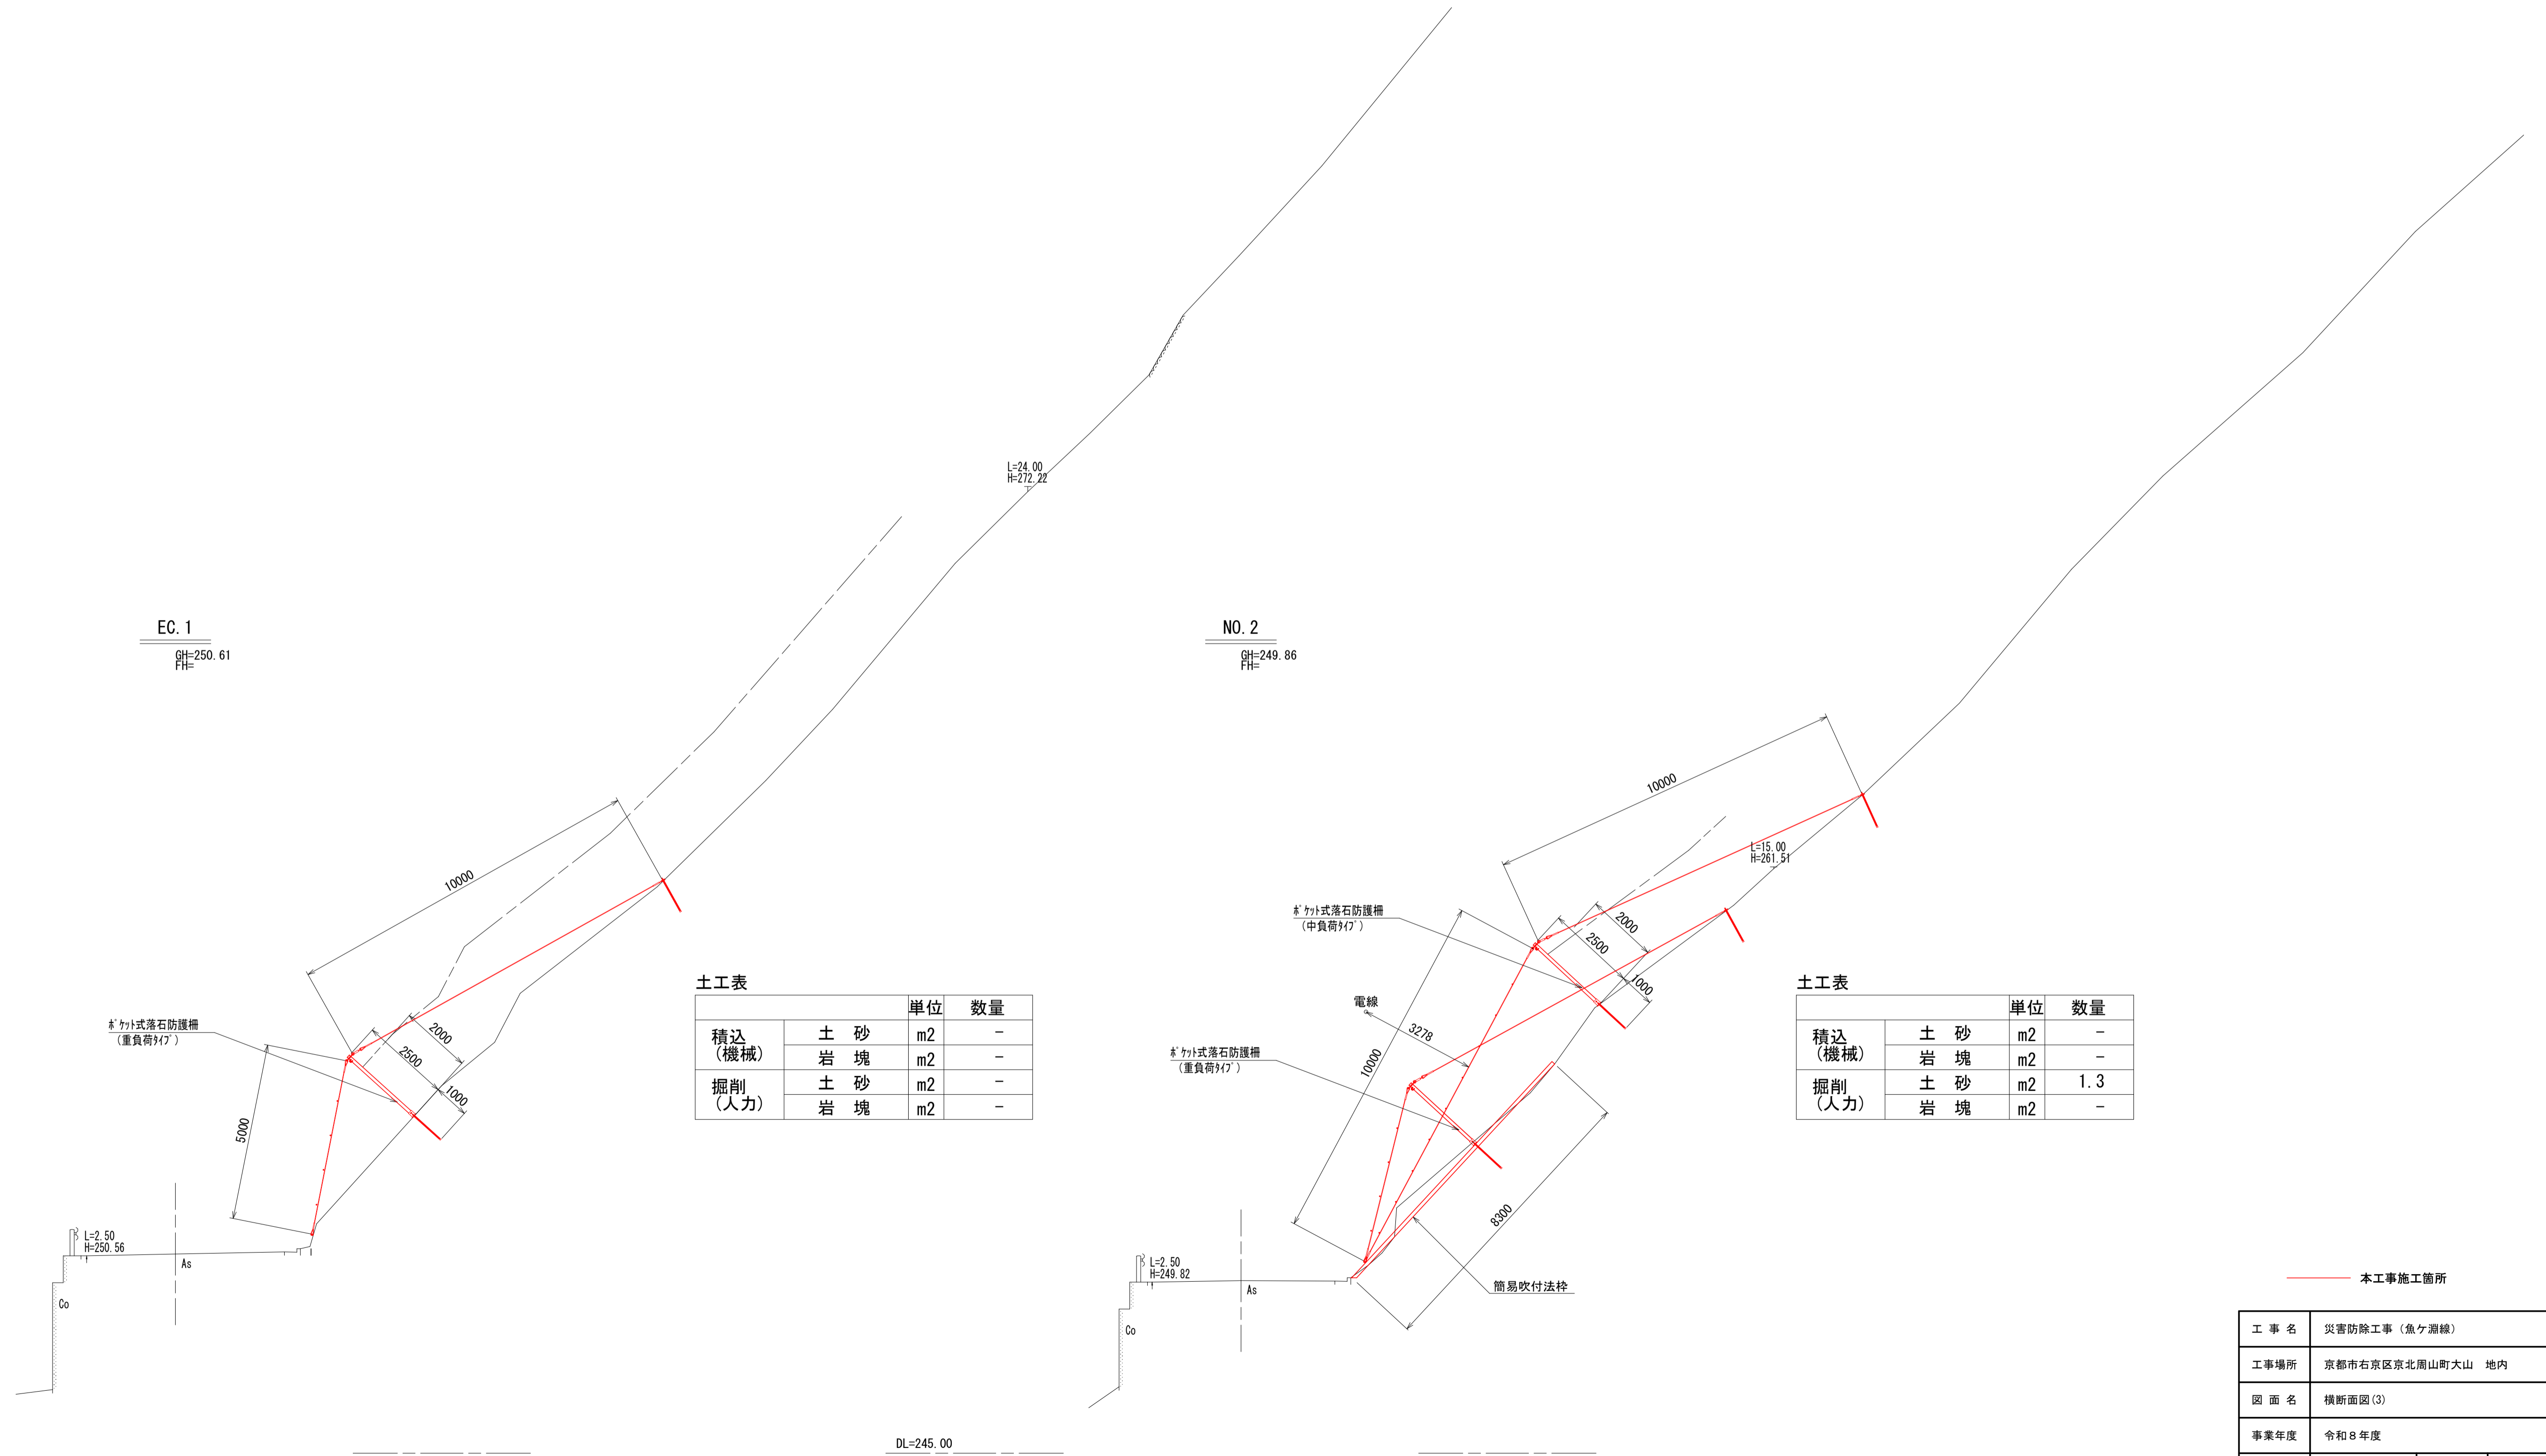 L=24.00
H=272.22
EC.1
GH=250.61
FH=
10000
ﾎﾟｹｯﾄ式落石防護柵
(重負荷ﾀｲﾌﾟ)
2000
2500
1000
5000
L=2.50
H=250.56
As
Co
土工表
単位 数量
積込
(機械)
土 砂 m2 －
岩 塊 m2 －
掘削
(人力)
土 砂 m2 －
岩 塊 m2 －
NO.2
GH=249.86
FH=
10000
L=15.00
H=261.51
ﾎﾟｹｯﾄ式落石防護柵
(中負荷ﾀｲﾌﾟ)
2000
2500
1000
電線
3278
10000
ﾎﾟｹｯﾄ式落石防護柵
(重負荷ﾀｲﾌﾟ)
8300
簡易吹付法枠
L=2.50
H=249.82
As
Co
土工表
単位 数量
積込
(機械)
土 砂 m2 －
岩 塊 m2 －
掘削
(人力)
土 砂 m2 1.3
岩 塊 m2 －
DL=245.00
本工事施工箇所
工 事 名 災害防除工事（魚ケ淵線）
工事場所 京都市右京区京北周山町大山 地内
図 面 名 横断面図(3)
事業年度 令和８年度